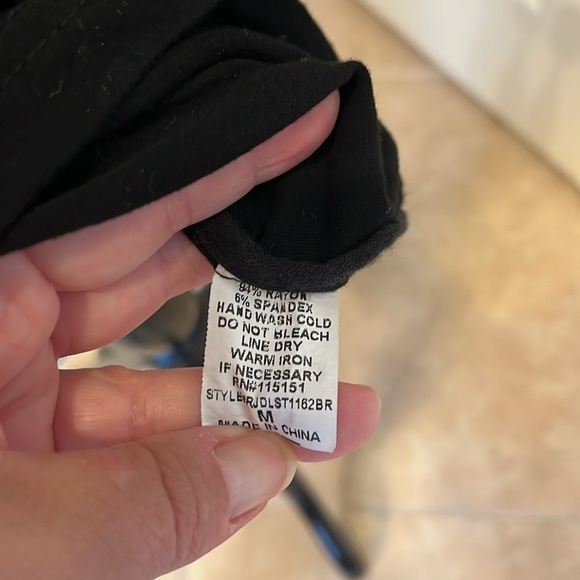 94% RAYON
6% SPANDEX
HAND WASH COLD
DO NOT BLEACH
LINE DRY
WARM IRON
IF NECESSARY
RN#115151
STYLE#RJDLST1162BR
M
MADE IN CHINA